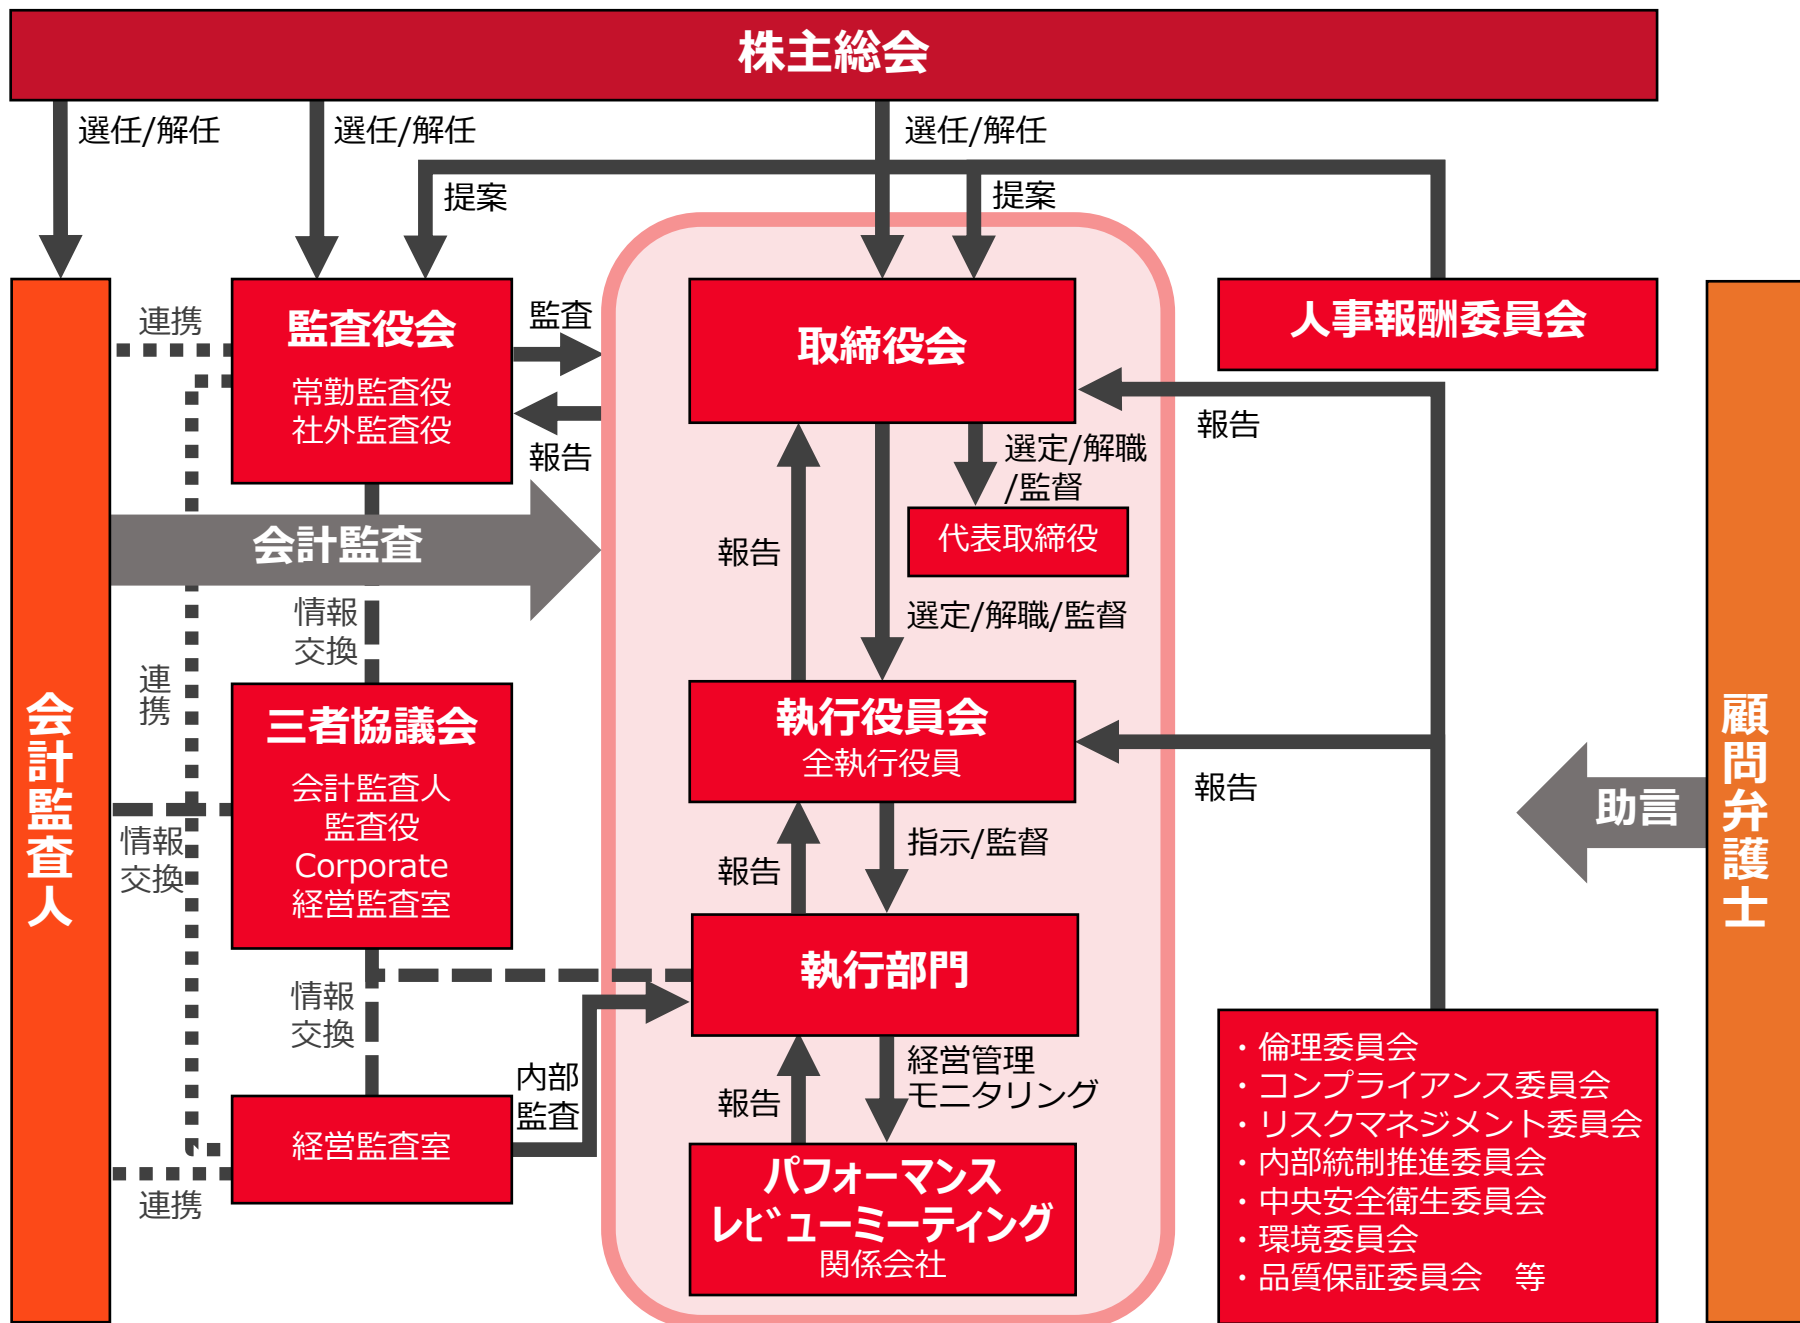 株主総会
選任/解任
選任/解任
選任/解任
提案
提案
監査役会
常勤監査役
社外監査役
連携
監査
報告
取締役会
人事報酬委員会
報告
選定/解職
/監督
代表取締役
会計監査
報告
選定/解職/監督
情報
交換
連携
会計監査人
三者協議会
会計監査人
監査役
Corporate
経営監査室
情報
交換
執行役員会
全執行役員
報告
助言
顧問弁護士
報告
指示/監督
執行部門
情報
交換
内部
監査
経営監査室
連携
報告
経営管理
モニタリング
パフォーマンス
レビューミーティング
関係会社
・倫理委員会
・コンプライアンス委員会
・リスクマネジメント委員会
・内部統制推進委員会
・中央安全衛生委員会
・環境委員会
・品質保証委員会　等